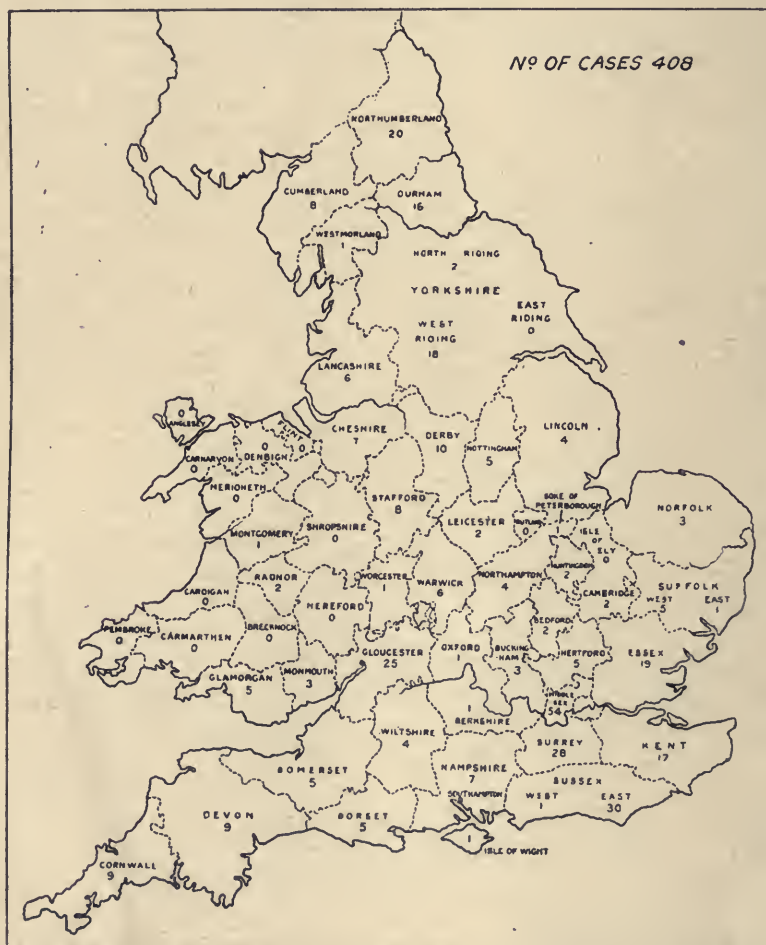 Nº OF CASES 408
NORTHUMBERLAND
20
CUMBERLAND
8
DURHAM
16
WESTMORLAND
1
NORTH RIDING
2
YORKSHIRE
EAST
RIDING
0
WEST
RIDING
18
LANCASHIRE
6
0
ANGLESEY
CARNARVON
0
0
DENBIGH
FLINT
0
CHESHIRE
7
DERBY
10
NOTTINGHAM
5
LINCOLN
4
MERIONETH
0
MONTGOMERY
1
SHROPSHIRE
0
STAFFORD
8
LEICESTER
2
RUTLAND
0
SOKE OF
PETERBOROUGH
1
ISLE
OF
ELY
0
NORFOLK
3
CARDIGAN
0
RADNOR
2
HEREFORD
0
WORCESTER
1
WARWICK
6
NORTHAMPTON
4
HUNTINGDON
2
CAMBRIDGE
2
SUFFOLK
WEST
5
EAST
1
PEMBROKE
0
CARMARTHEN
0
BRECKNOCK
0
GLAMORGAN
5
MONMOUTH
3
GLOUCESTER
25
OXFORD
1
BUCKING
HAM
3
BEDFORD
2
HERTFORD
5
ESSEX
19
MIDDLE
SEX
54
WILTSHIRE
4
1
BERKSHIRE
SURREY
28
KENT
17
SOMERSET
5
HAMPSHIRE
7
SOUTHAMPTON
SUSSEX
WEST
1
EAST
30
DEVON
9
DORSET
5
CORNWALL
9
1
ISLE OF WIGHT